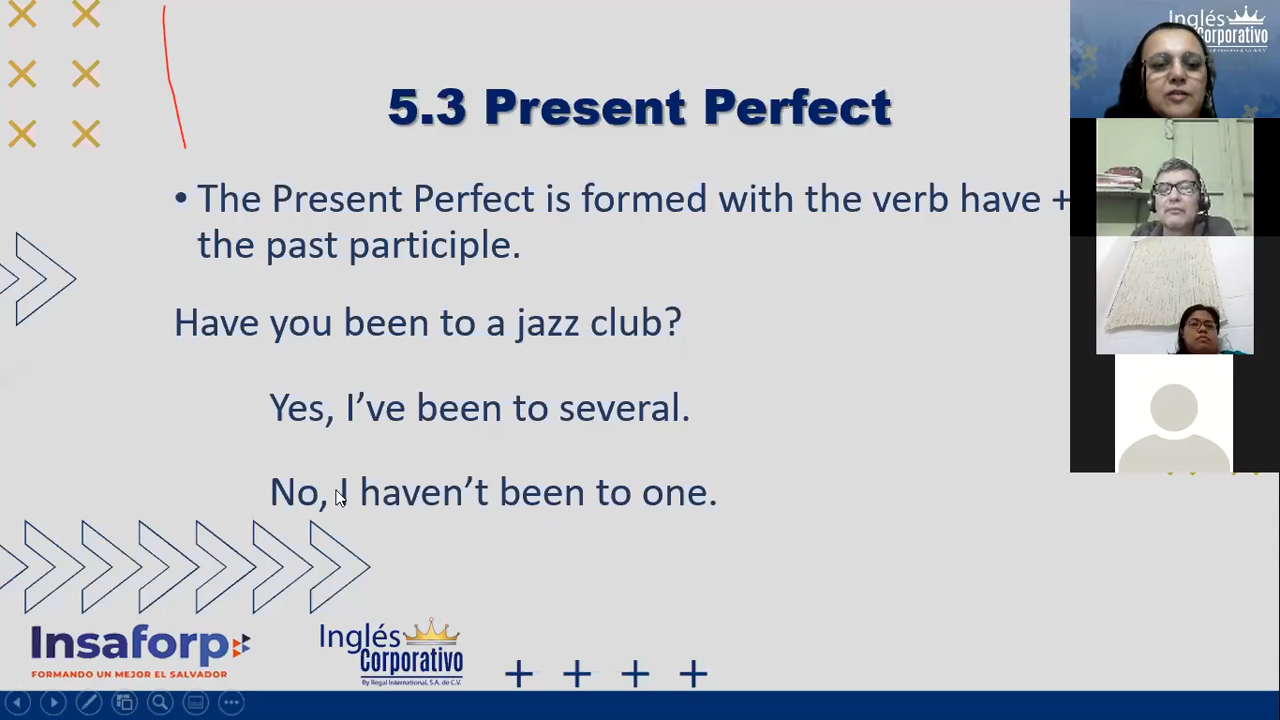 5.3 Present Perfect
• The Present Perfect is formed with the verb have +
the past participle.
Have you been to a jazz club?
Yes, I’ve been to several.
No, I haven’t been to one.
Insaforp
FORMANDO UN MEJOR EL SALVADOR
Inglés
Corporativo
By Regal International, S.A. de C.V.
Inglés
Corporativo